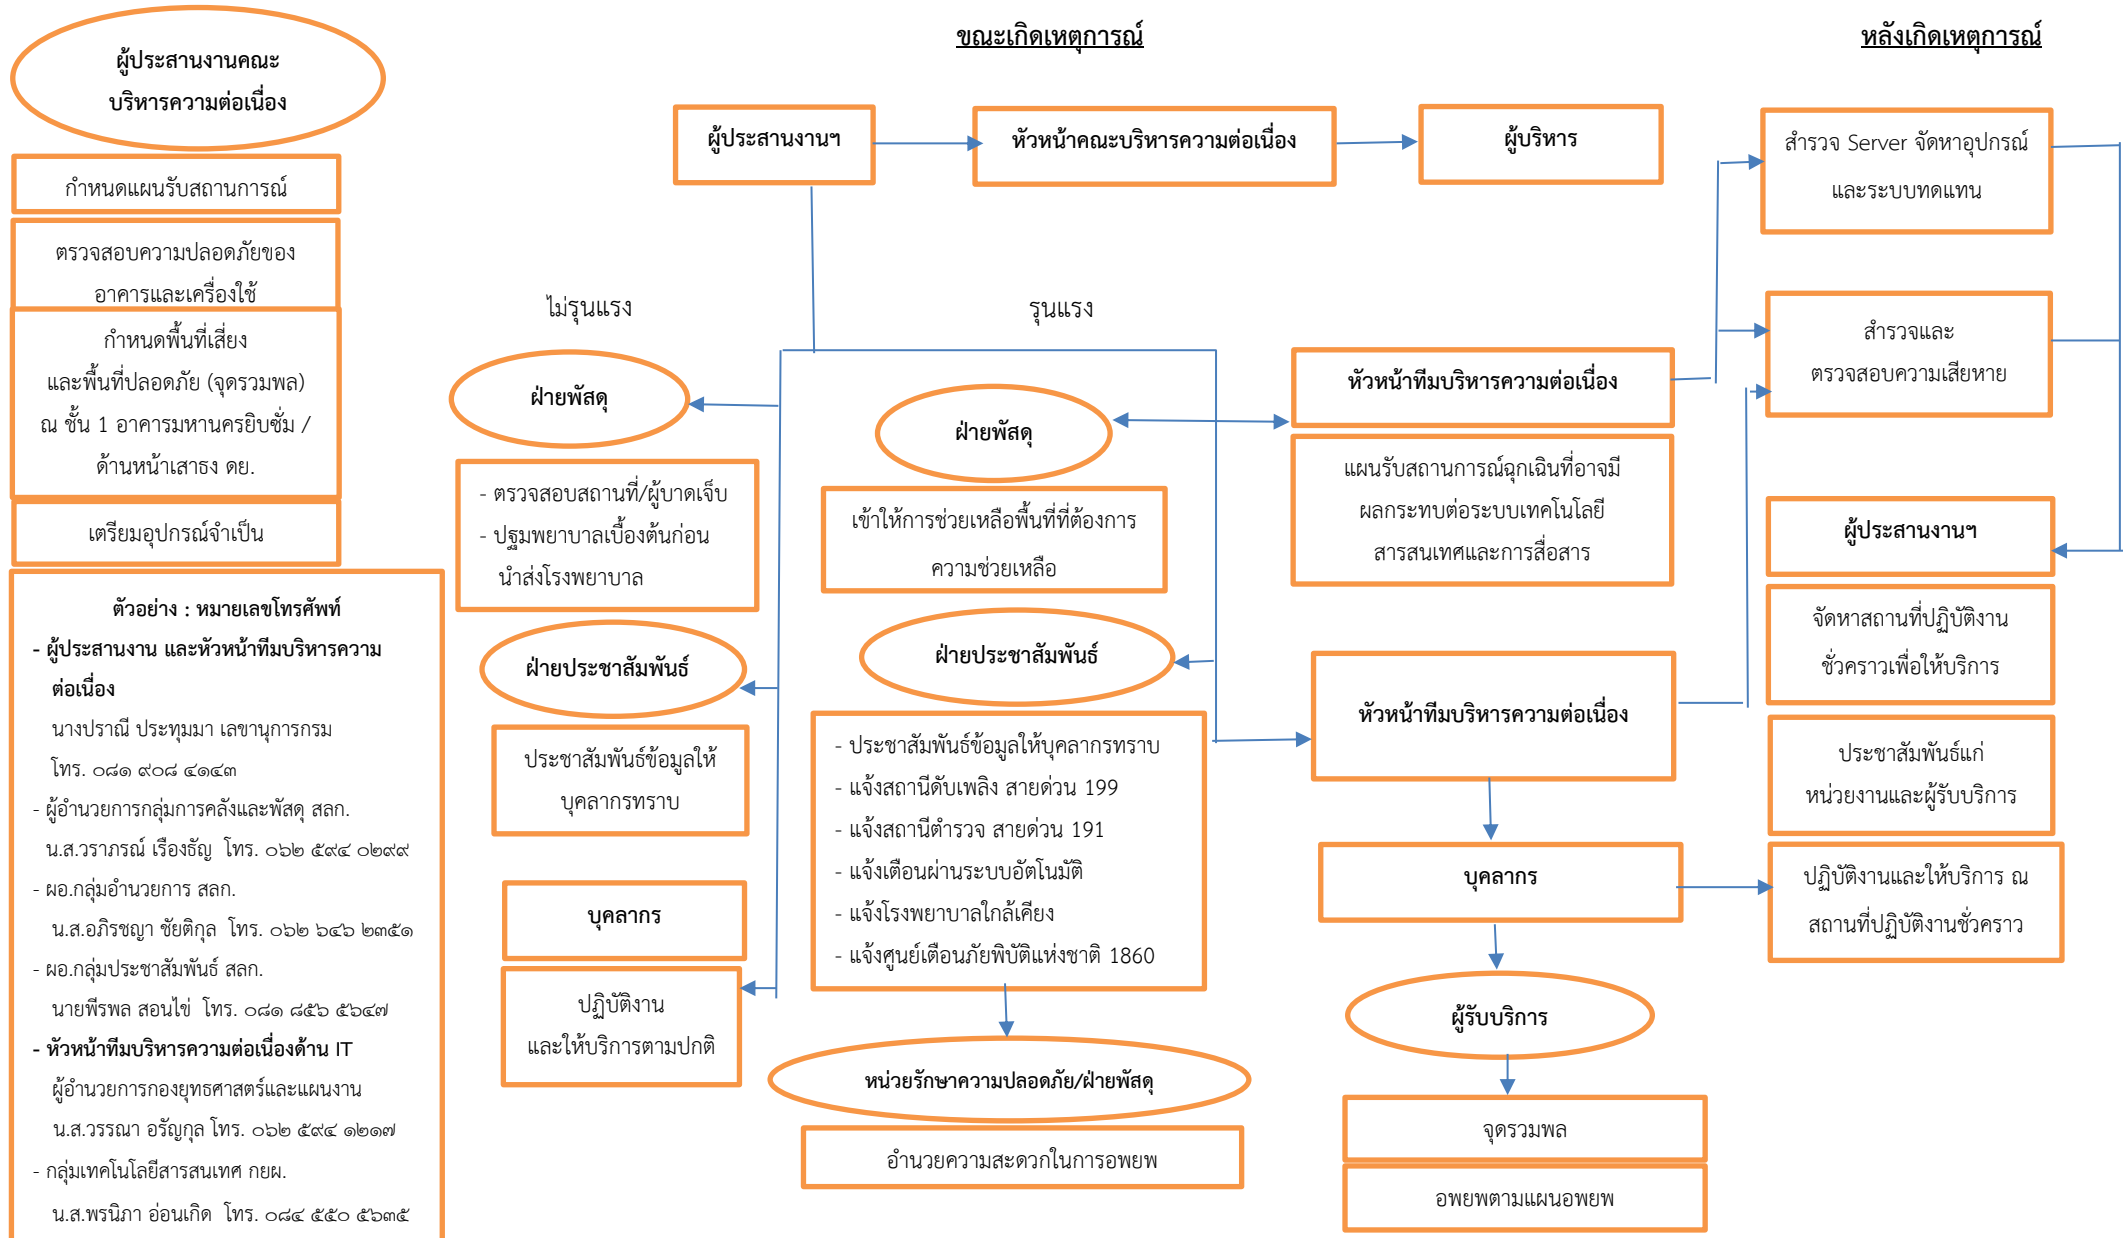 ผู้ประสานงานคณะ
บริหารความต่อเนื่อง
กำหนดแผนรับสถานการณ์
ตรวจสอบความปลอดภัยของ
อาคารและเครื่องใช้
กำหนดพื้นที่เสี่ยง
และพื้นที่ปลอดภัย (จุดรวมพล)
ณ ชั้น 1 อาคารมหานครยิบซั่ม /
ด้านหน้าเสาธง ดย.
เตรียมอุปกรณ์จำเป็น
ตัวอย่าง : หมายเลขโทรศัพท์
- ผู้ประสานงาน และหัวหน้าทีมบริหารความ
ต่อเนื่อง
นางปราณี ประทุมมา เลขานุการกรม
โทร. ๐๘๑ ๙๐๘ ๔๑๔๓
- ผู้อำนวยการกลุ่มการคลังและพัสดุ สลก.
น.ส.วราภรณ์ เรืองธัญ โทร. ๐๖๒ ๕๙๔ ๐๒๙๙
- ผอ.กลุ่มอำนวยการ สลก.
น.ส.อภิรชญา ชัยติกุล โทร. ๐๖๒ ๖๔๖ ๒๓๕๑
- ผอ.กลุ่มประชาสัมพันธ์ สลก.
นายพีรพล สอนไข่ โทร. ๐๘๑ ๘๕๖ ๕๖๔๗
- หัวหน้าทีมบริหารความต่อเนื่องด้าน IT
ผู้อำนวยการกองยุทธศาสตร์และแผนงาน
น.ส.วรรณา อรัญกุล โทร. ๐๖๒ ๕๙๔ ๑๒๑๗
- กลุ่มเทคโนโลยีสารสนเทศ กยผ.
น.ส.พรนิภา อ่อนเกิด โทร. ๐๘๔ ๕๕๐ ๕๖๓๕
ขณะเกิดเหตุการณ์
ผู้ประสานงานฯ
หัวหน้าคณะบริหารความต่อเนื่อง
ผู้บริหาร
ไม่รุนแรง
ฝ่ายพัสดุ
- ตรวจสอบสถานที่/ผู้บาดเจ็บ
- ปฐมพยาบาลเบื้องต้นก่อน
นำส่งโรงพยาบาล
ฝ่ายประชาสัมพันธ์
ประชาสัมพันธ์ข้อมูลให้
บุคลากรทราบ
บุคลากร
ปฏิบัติงาน
และให้บริการตามปกติ
รุนแรง
ฝ่ายพัสดุ
เข้าให้การช่วยเหลือพื้นที่ที่ต้องการ
ความช่วยเหลือ
ฝ่ายประชาสัมพันธ์
- ประชาสัมพันธ์ข้อมูลให้บุคลากรทราบ
- แจ้งสถานีดับเพลิง สายด่วน 199
- แจ้งสถานีตำรวจ สายด่วน 191
- แจ้งเตือนผ่านระบบอัตโนมัติ
- แจ้งโรงพยาบาลใกล้เคียง
- แจ้งศูนย์เตือนภัยพิบัติแห่งชาติ 1860
หน่วยรักษาความปลอดภัย/ฝ่ายพัสดุ
อำนวยความสะดวกในการอพยพ
หัวหน้าทีมบริหารความต่อเนื่อง
แผนรับสถานการณ์ฉุกเฉินที่อาจมี
ผลกระทบต่อระบบเทคโนโลยี
สารสนเทศและการสื่อสาร
หัวหน้าทีมบริหารความต่อเนื่อง
บุคลากร
ผู้รับบริการ
จุดรวมพล
อพยพตามแผนอพยพ
หลังเกิดเหตุการณ์
สำรวจ Server จัดหาอุปกรณ์
และระบบทดแทน
สำรวจและ
ตรวจสอบความเสียหาย
ผู้ประสานงานฯ
จัดหาสถานที่ปฏิบัติงาน
ชั่วคราวเพื่อให้บริการ
ประชาสัมพันธ์แก่
หน่วยงานและผู้รับบริการ
ปฏิบัติงานและให้บริการ ณ
สถานที่ปฏิบัติงานชั่วคราว